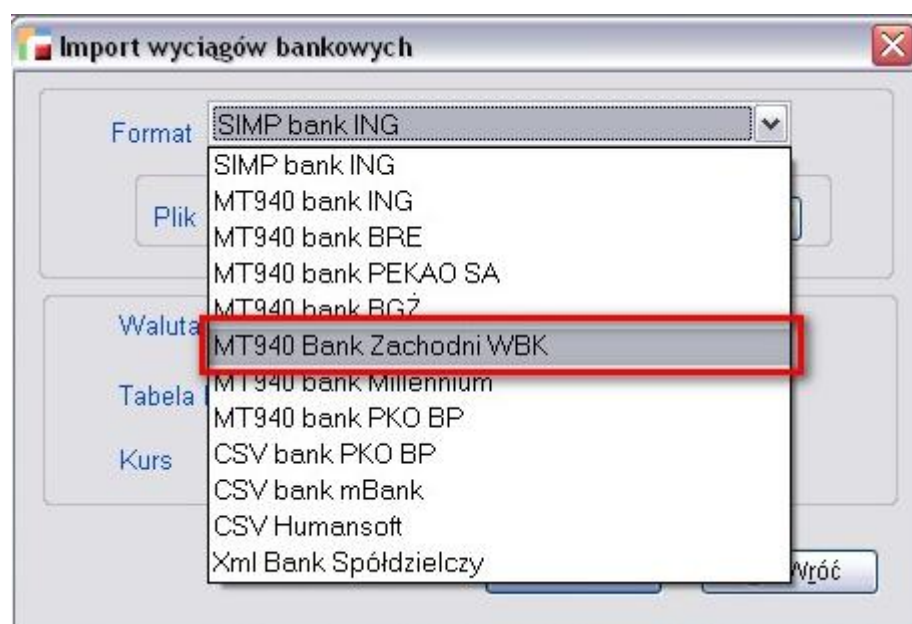 Import wyciągów bankowych
Format SIMP bank ING
SIMP bank ING
MT940 bank ING
Plik
MT940 bank BRE
MT940 bank PEKAO SA
MT940 bank BGŻ
Waluta
MT940 Bank Zachodni WBK
MT940 bank Millennium
Tabela
MT940 bank PKO BP
Kurs
CSV bank PKO BP
CSV bank mBank
CSV Humansoft
Xml Bank Spółdzielczy
Wróć